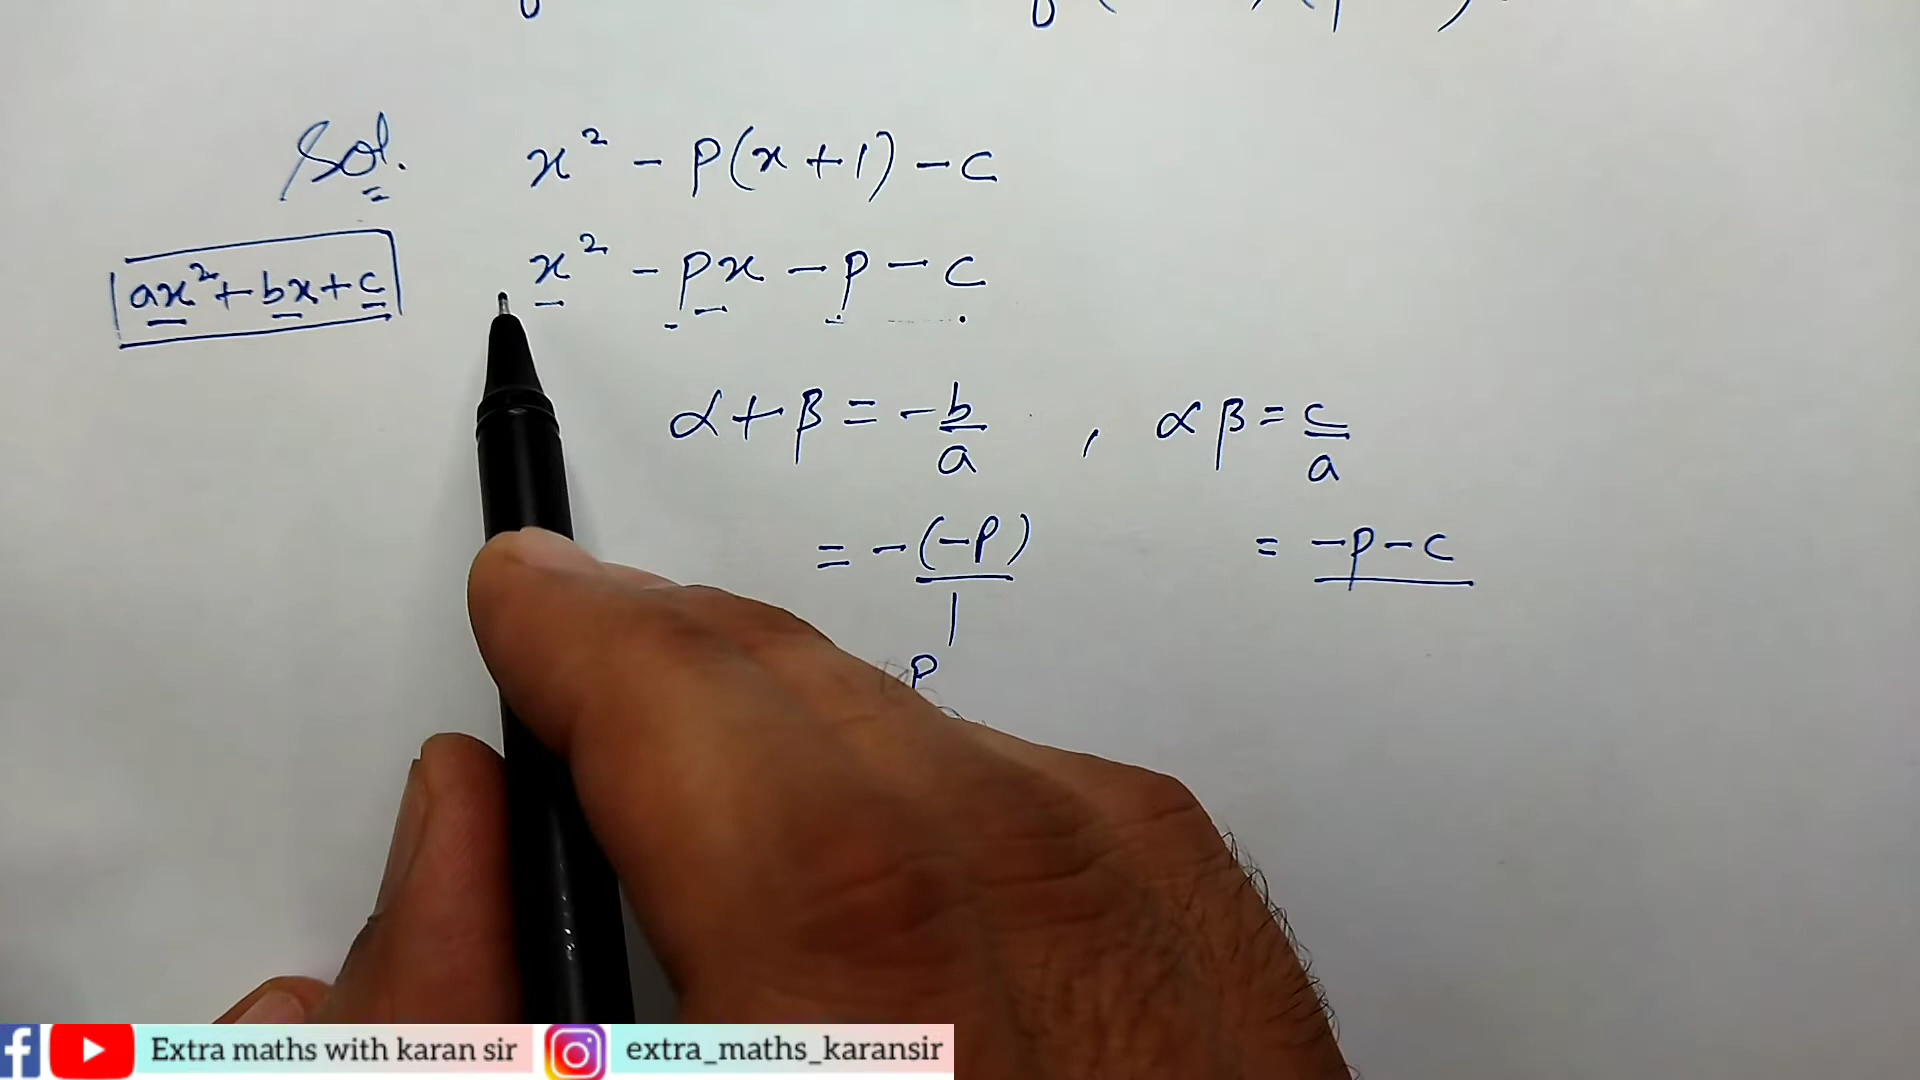 Sol. x² - p(x+1) - c
ax²+bx+c x² - px - p - c
α+β = -b/a , αβ = c/a
= -(-p)/1 = -p-c
p
Extra maths with karan sir extra_maths_karansir